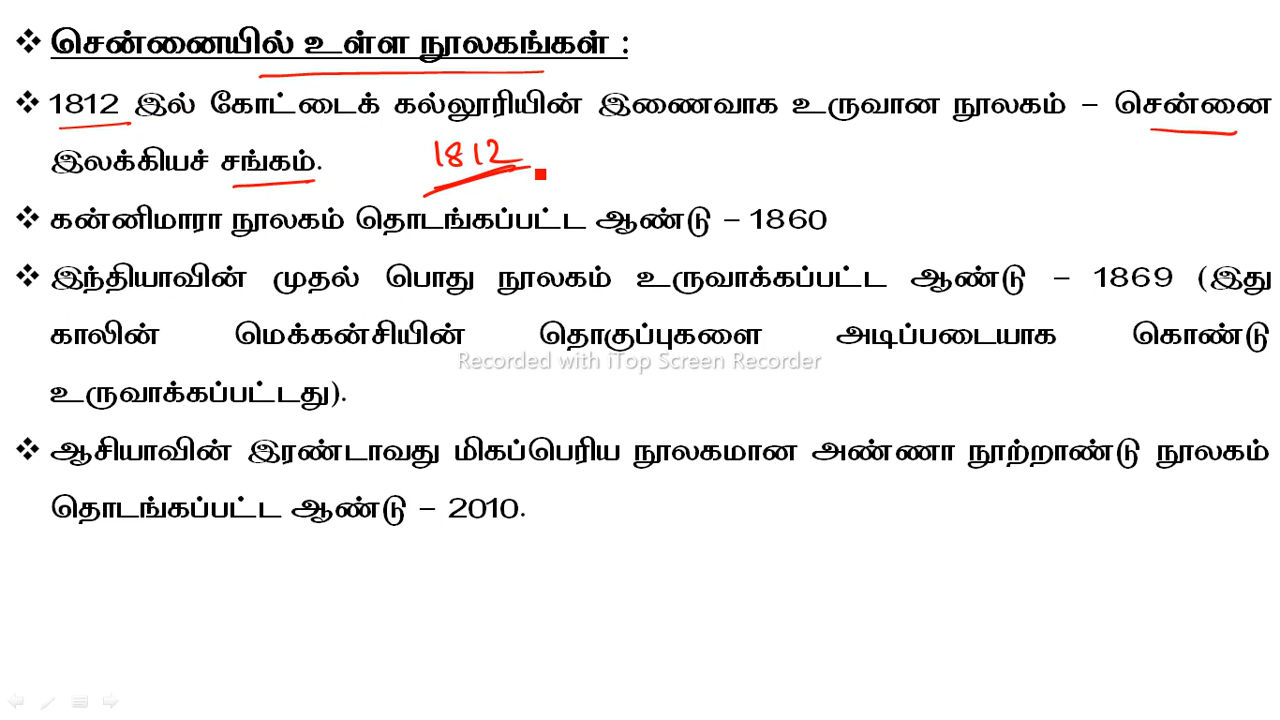 ❖ சென்னையில் உள்ள நூலகங்கள் :
❖ 1812 இல் கோட்டைக் கல்லூரியின் இணைவாக உருவான நூலகம் – சென்னை
இலக்கியச் சங்கம்.
1812
❖ கன்னிமாரா நூலகம் தொடங்கப்பட்ட ஆண்டு – 1860
❖ இந்தியாவின் முதல் பொது நூலகம் உருவாக்கப்பட்ட ஆண்டு – 1869 (இது
காலின் மெக்கன்சியின் தொகுப்புகளை அடிப்படையாக கொண்டு
Recorded with iTop Screen Recorder
உருவாக்கப்பட்டது).
❖ ஆசியாவின் இரண்டாவது மிகப்பெரிய நூலகமான அண்ணா நூற்றாண்டு நூலகம்
தொடங்கப்பட்ட ஆண்டு – 2010.